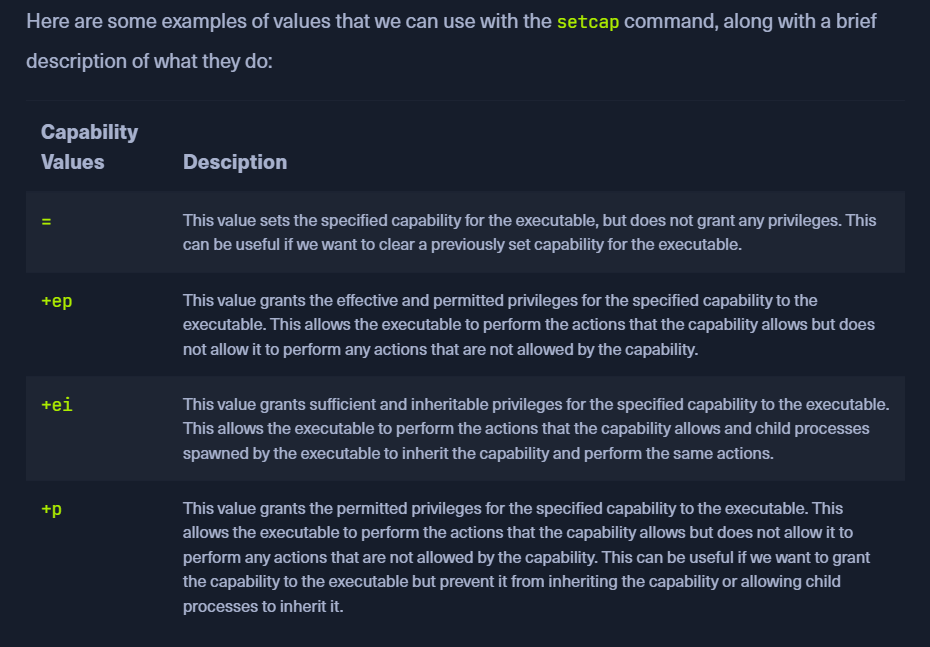 Here are some examples of values that we can use with the setcap command, along with a brief
description of what they do:
Capability
Values
Desciption
=
This value sets the specified capability for the executable, but does not grant any privileges. This
can be useful if we want to clear a previously set capability for the executable.
+ep
This value grants the effective and permitted privileges for the specified capability to the
executable. This allows the executable to perform the actions that the capability allows but does
not allow it to perform any actions that are not allowed by the capability.
+ei
This value grants sufficient and inheritable privileges for the specified capability to the executable.
This allows the executable to perform the actions that the capability allows and child processes
spawned by the executable to inherit the capability and perform the same actions.
+p
This value grants the permitted privileges for the specified capability to the executable. This
allows the executable to perform the actions that the capability allows but does not allow it to
perform any actions that are not allowed by the capability. This can be useful if we want to grant
the capability to the executable but prevent it from inheriting the capability or allowing child
processes to inherit it.